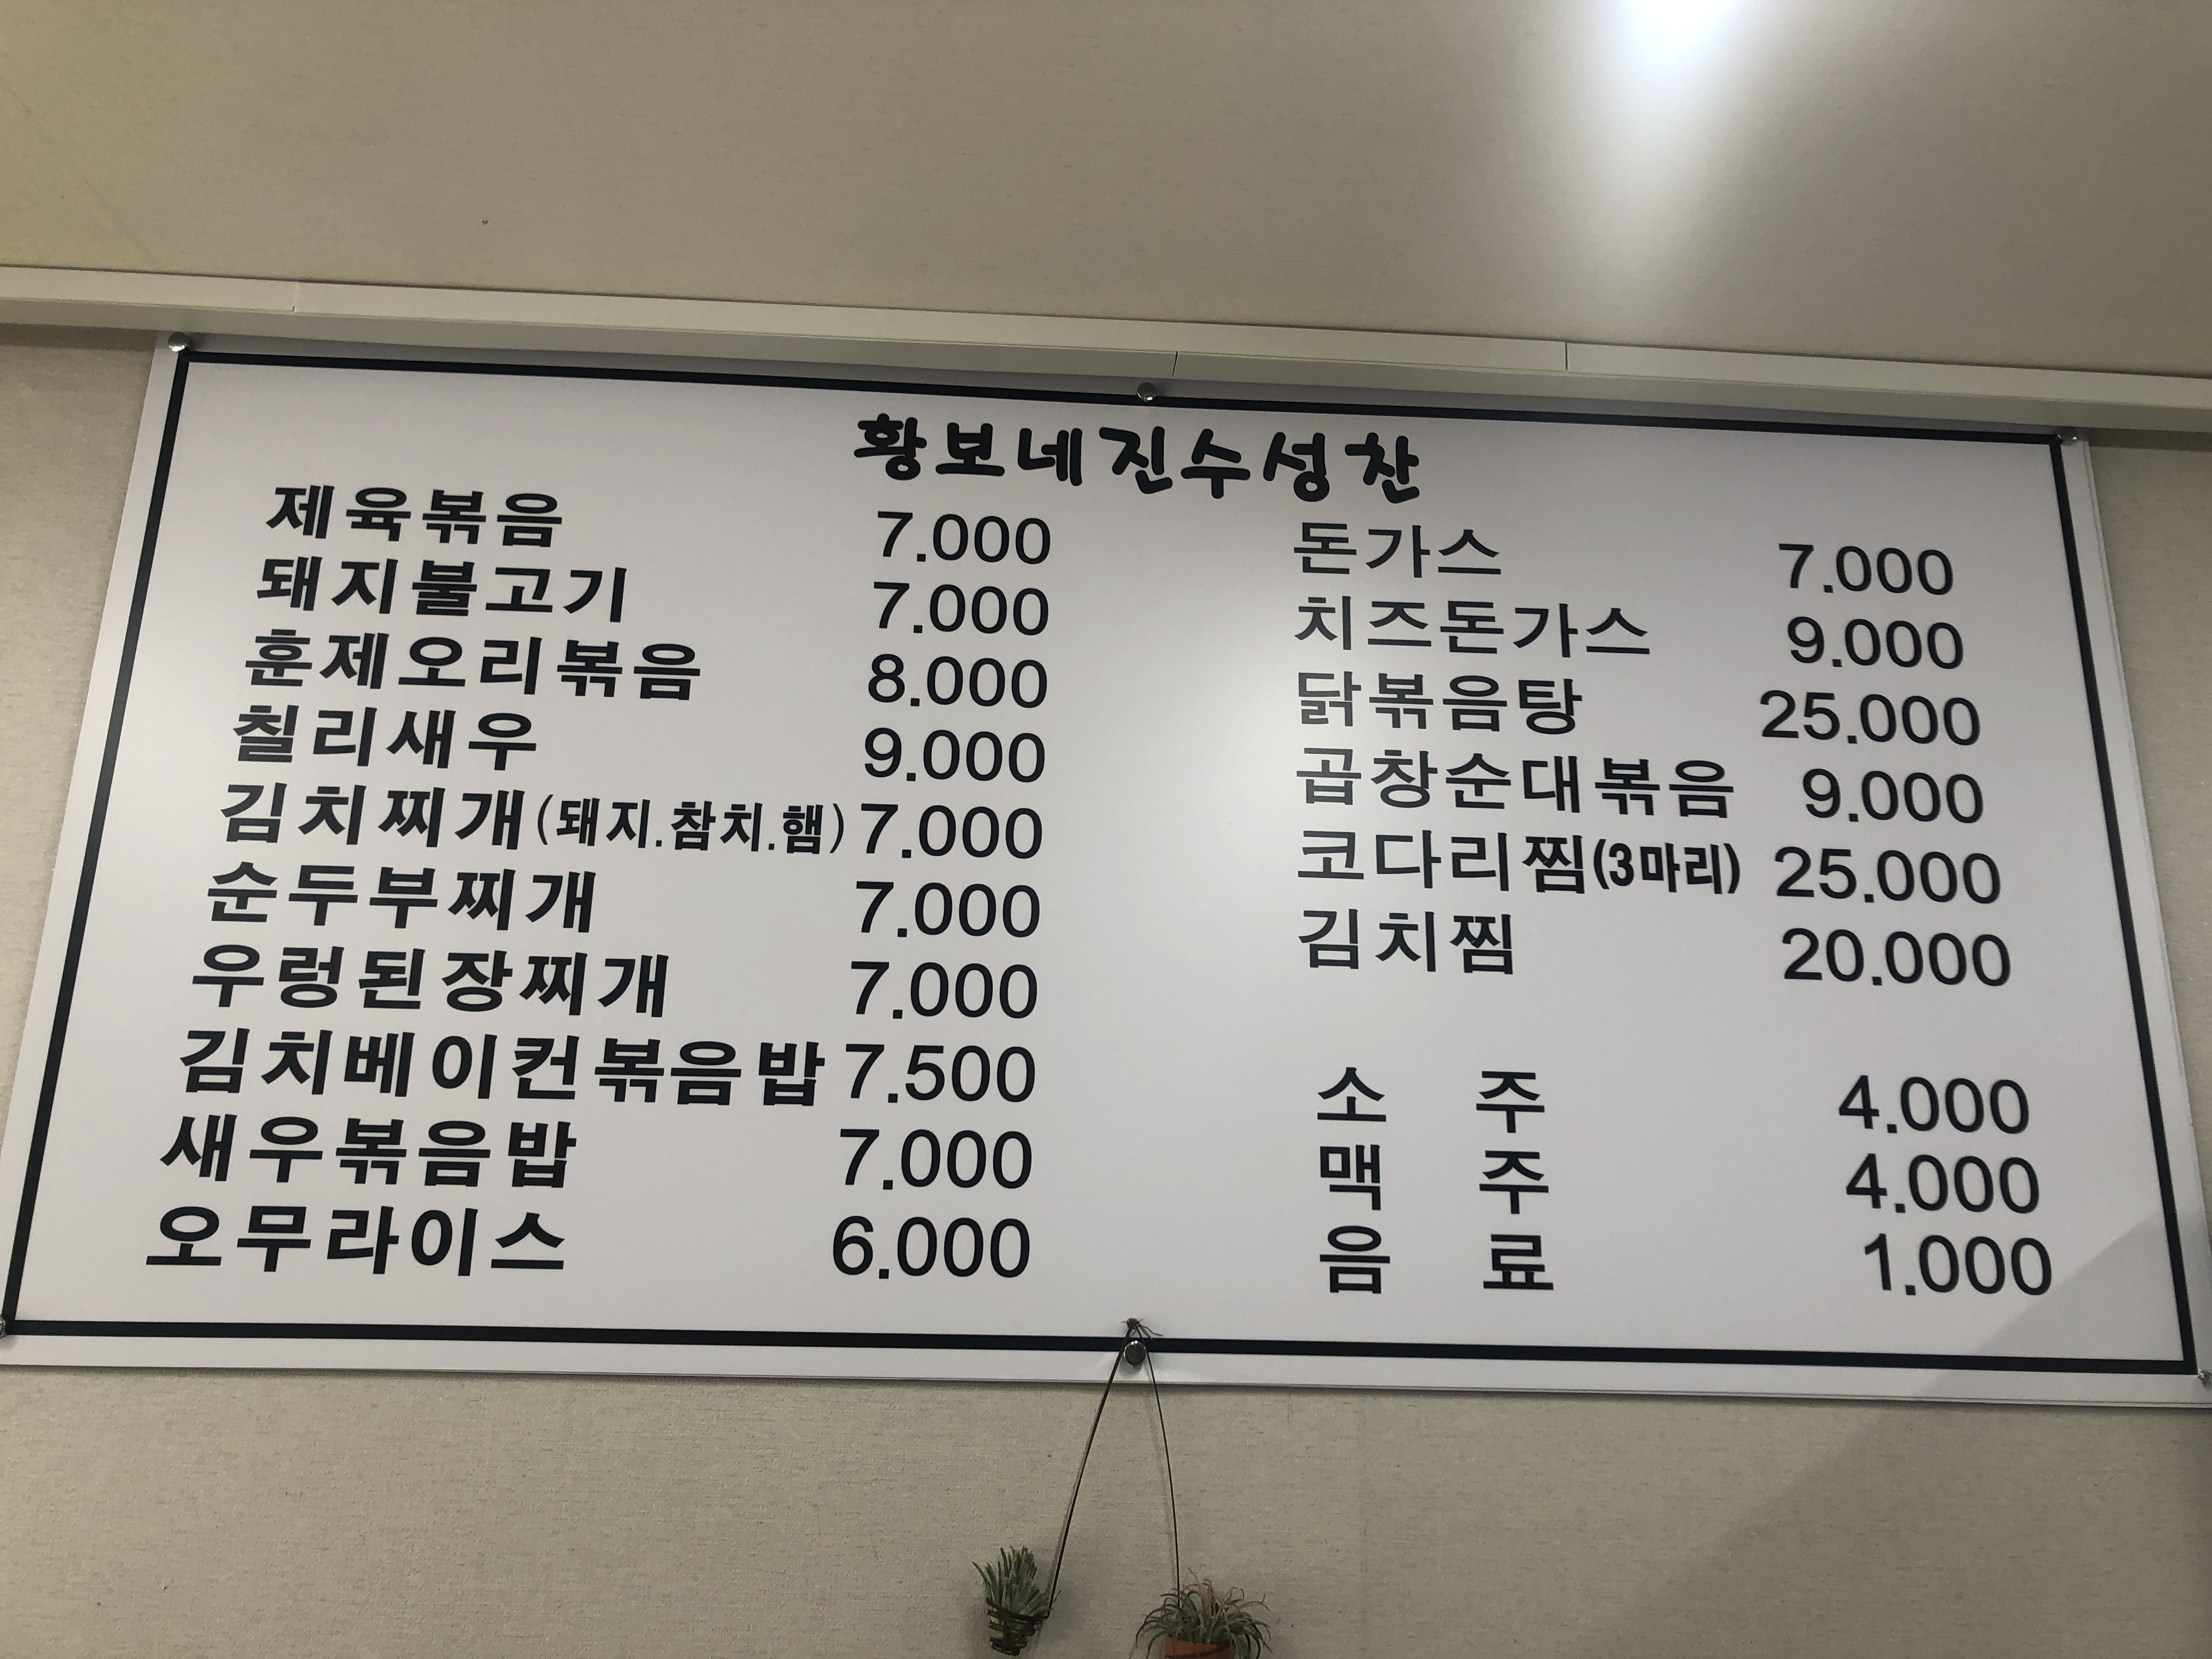 황보네진수성찬
제육볶음 7.000
돼지불고기 7.000
훈제오리볶음 8.000
칠리새우 9.000
김치찌개(돼지.참치.햄) 7.000
순두부찌개 7.000
우렁된장찌개 7.000
김치베이컨볶음밥 7.500
새우볶음밥 7.000
오무라이스 6.000
돈가스 7.000
치즈돈가스 9.000
닭볶음탕 25.000
곱창순대볶음 9.000
코다리찜(3마리) 25.000
김치찜 20.000
소 주 4.000
맥 주 4.000
음 료 1.000